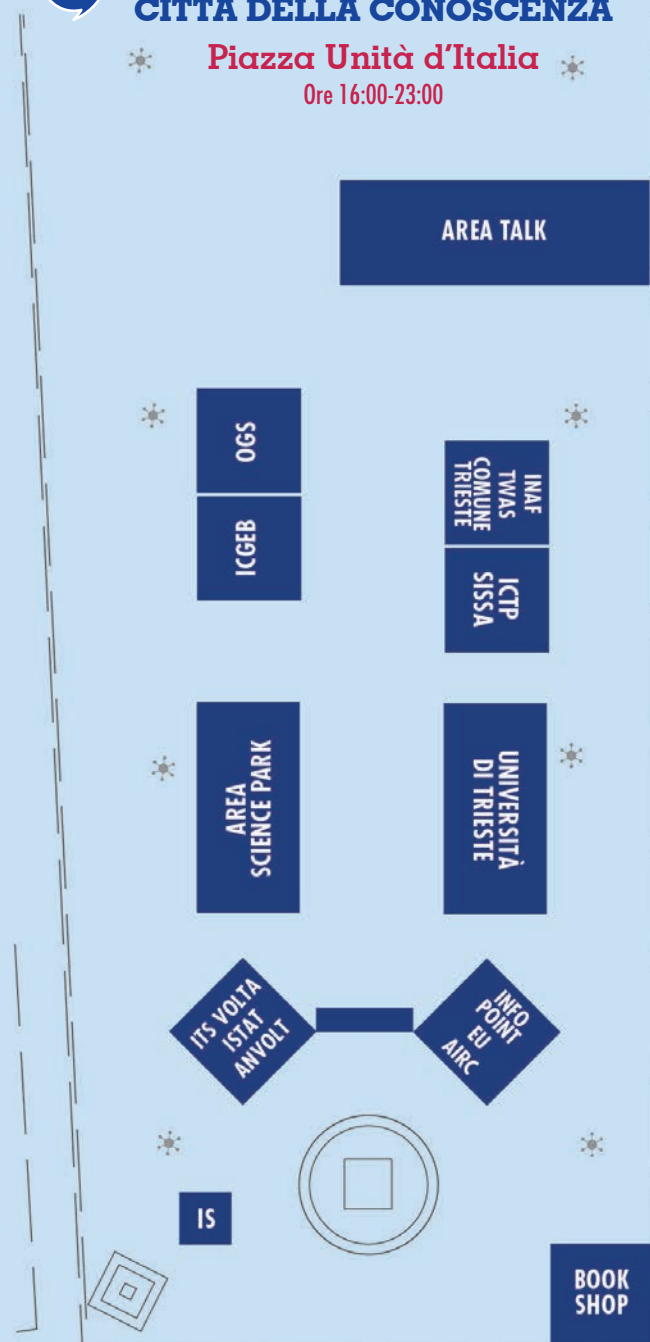 CITTÀ DELLA CONOSCENZA
Piazza Unità d'Italia
Ore 16:00-23:00
AREA TALK
OGS
ICGEB
INAF
TWAS
COMUNE
TRIESTE
ICTP
SISSA
AREA
SCIENCE PARK
UNIVERSITÀ
DI TRIESTE
ITS VOLTA
ISTAT
ANVOLT
INFO
POINT
EU
AIRC
IS
BOOK
SHOP